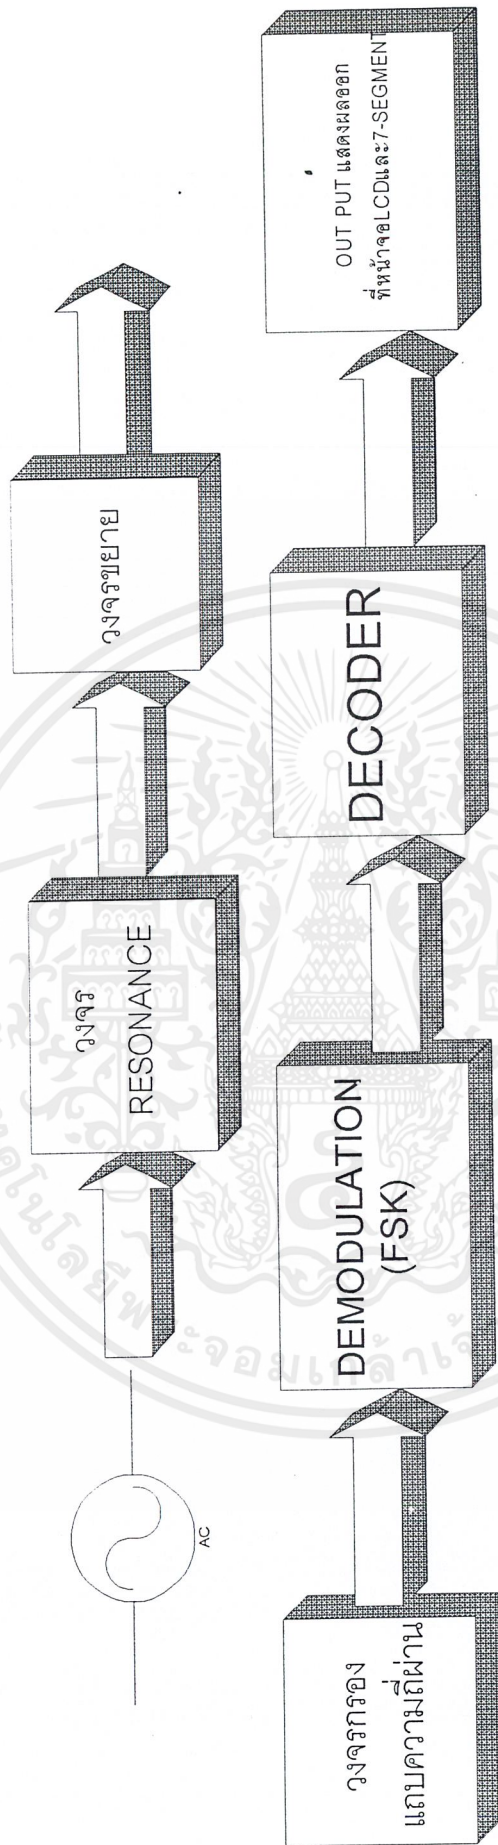 AC
วงจร
RESONANCE
วงจรขยาย
วงจรกรอง
แถบความถี่ผ่าน
DEMODULATION
(FSK)
DECODER
OUT PUT แสดงผลออก
ที่หน้าจอLCDและ7-SEGMENT